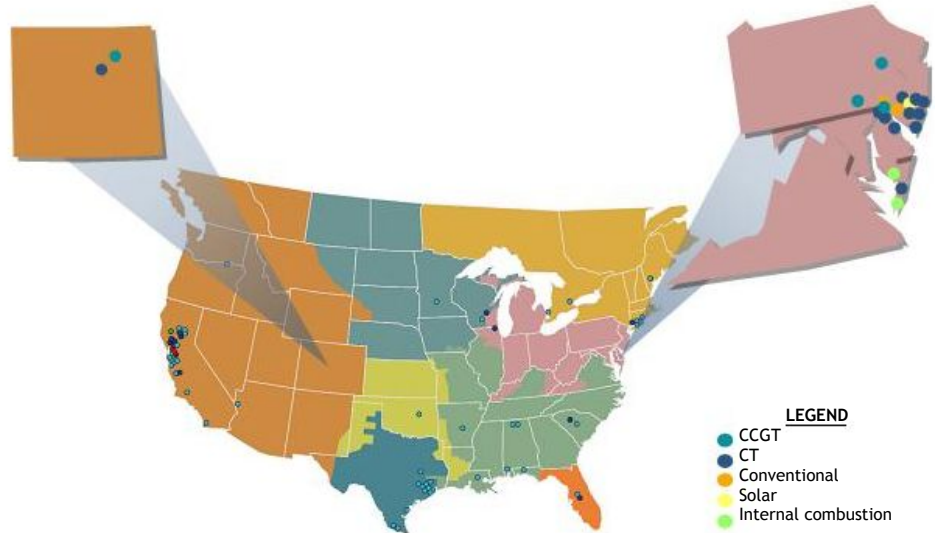 LEGEND
CCGT
CT
Conventional
Solar
Internal combustion